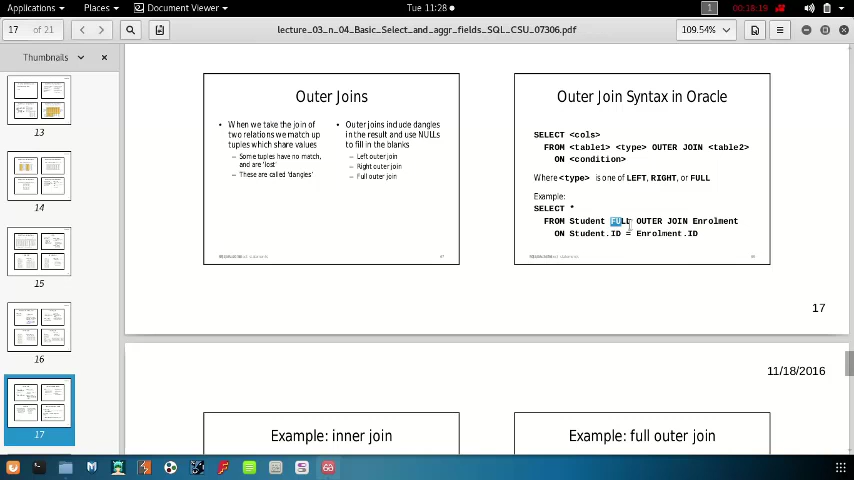 Applications Places Document Viewer Tue 11:28 1 00:18:19
17 of 21 lecture_03_n_04_Basic_Select_and_aggr_fields_SQL_CSU_07306.pdf 109.54%
Thumbnails
13
14
15
16
17
Outer Joins
• When we take the join of
two relations we match up
tuples which share values
– Some tuples have no match,
and are 'lost'
– These are called 'dangles'
• Outer joins include dangles
in the result and use NULLs
to fill in the blanks
– Left outer join
– Right outer join
– Full outer join
Outer Join Syntax in Oracle
SELECT <cols>
FROM <table1> <type> OUTER JOIN <table2>
ON <condition>
Where <type> is one of LEFT, RIGHT, or FULL
Example:
SELECT *
FROM Student FULL OUTER JOIN Enrolment
ON Student.ID = Enrolment.ID
17
11/18/2016
Example: inner join
Example: full outer join